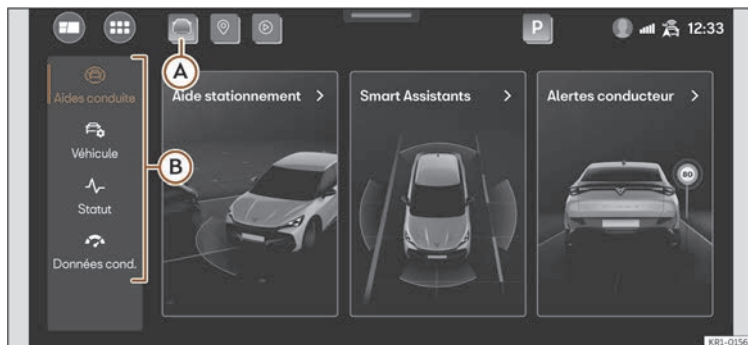 P
12:33
A
Aides conduite
Véhicule
Statut
Données cond.
B
Aide stationnement >
Smart Assistants >
Alertes conducteur >
80
KR1-0156